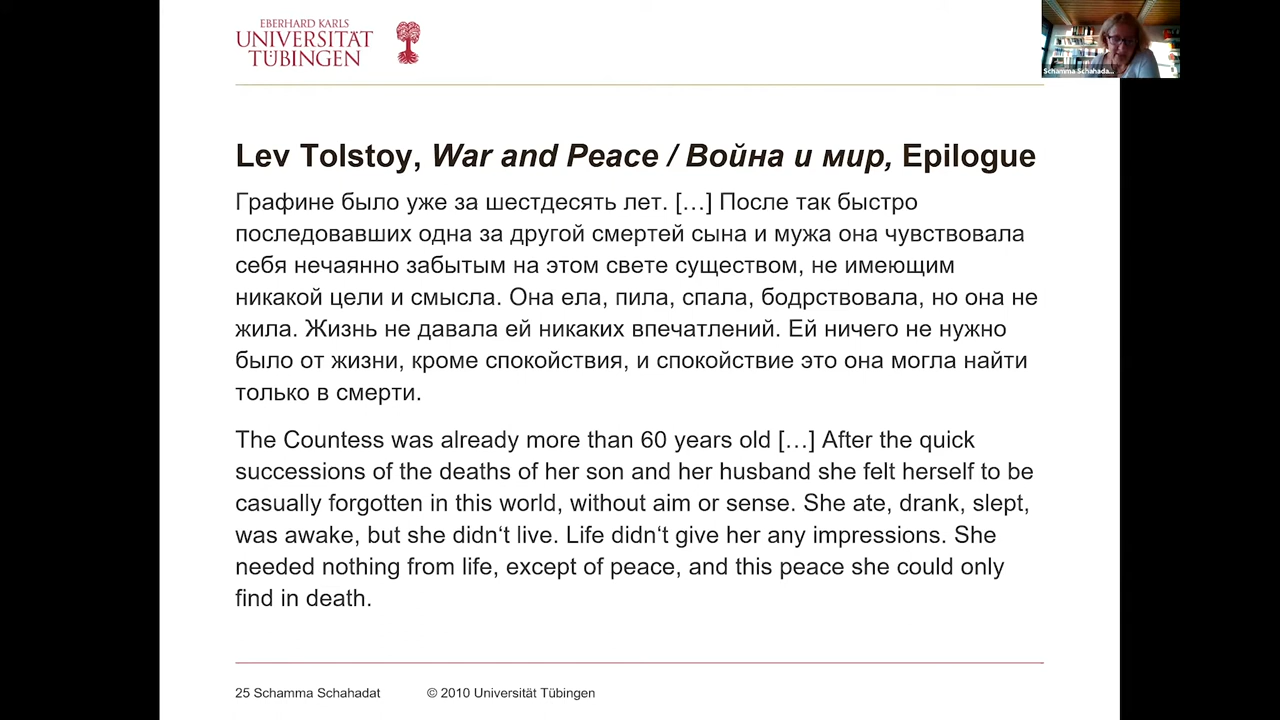 EBERHARD KARLS
UNIVERSITÄT
TÜBINGEN
Schamma Schahada...
Lev Tolstoy, War and Peace / Война и мир, Epilogue
Графине было уже за шестдесять лет. […] После так быстро
последовавших одна за другой смертей сына и мужа она чувствовала
себя нечаянно забытым на этом свете существом, не имеющим
никакой цели и смысла. Она ела, пила, спала, бодрствовала, но она не
жила. Жизнь не давала ей никаких впечатлений. Ей ничего не нужно
было от жизни, кроме спокойствия, и спокойствие это она могла найти
только в смерти.
The Countess was already more than 60 years old […] After the quick
successions of the deaths of her son and her husband she felt herself to be
casually forgotten in this world, without aim or sense. She ate, drank, slept,
was awake, but she didn‘t live. Life didn‘t give her any impressions. She
needed nothing from life, except of peace, and this peace she could only
find in death.
25 Schamma Schahadat © 2010 Universität Tübingen